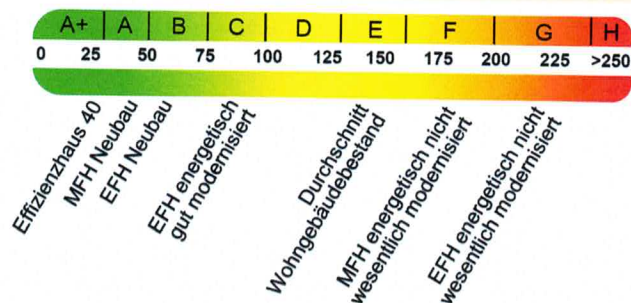 A+ A B C D E F G H
0 25 50 75 100 125 150 175 200 225 >250
Effizienzhaus 40
MFH Neubau
EFH Neubau
EFH energetisch
gut modernisiert
Durchschnitt
Wohngebäudebestand
MFH energetisch nicht
wesentlich modernisiert
EFH energetisch nicht
wesentlich modernisiert